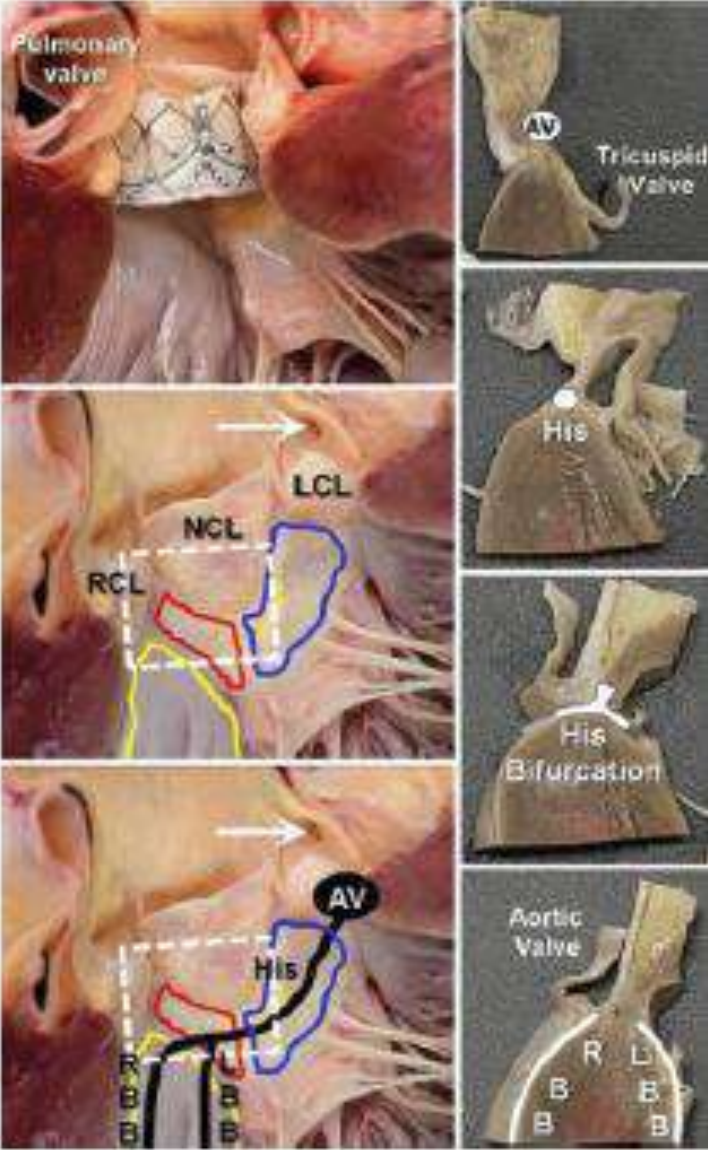 Pulmonary
valve
LCL
NCL
RCL
AV
His
R
B
B
L
B
B
AV
Tricuspid
Valve
His
His
Bifurcation
Aortic
Valve
R L
B B
B B